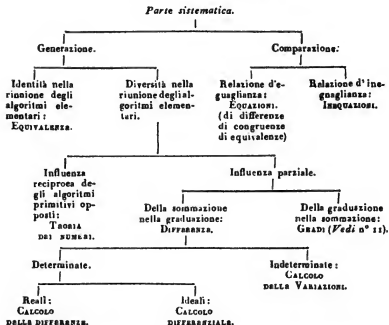 Parte sistematica.
Generazione.
Comparazione:
Identità nella
riunione degli
algoritmi ele-
mentari:
EQUIVALENZE.
Diversità nella
riunione degli al-
goritmi elemen-
tari.
Relazione d'e-
guaglianza:
EQUAZIONI.
(di differenze
di congruenze
di equivalenze)
Relazione d'ine-
guaglianza:
INEQUAZIONI.
Influenza
reciproca de-
gli algoritmi
primitivi op-
posti:
TEORIA
DEI NUMERI.
Influenza parziale.
Della sommazione
nella graduazione:
DIFFERENZE.
Della graduazione
nella sommazione:
GRADI (Vedi n° 11).
Determinate.
Indeterminate:
CALCOLO
DELLE VARIAZIONI.
Reali:
CALCOLO
DELLE DIFFERENZE.
Ideali:
CALCOLO
DIFFERENZIALE.